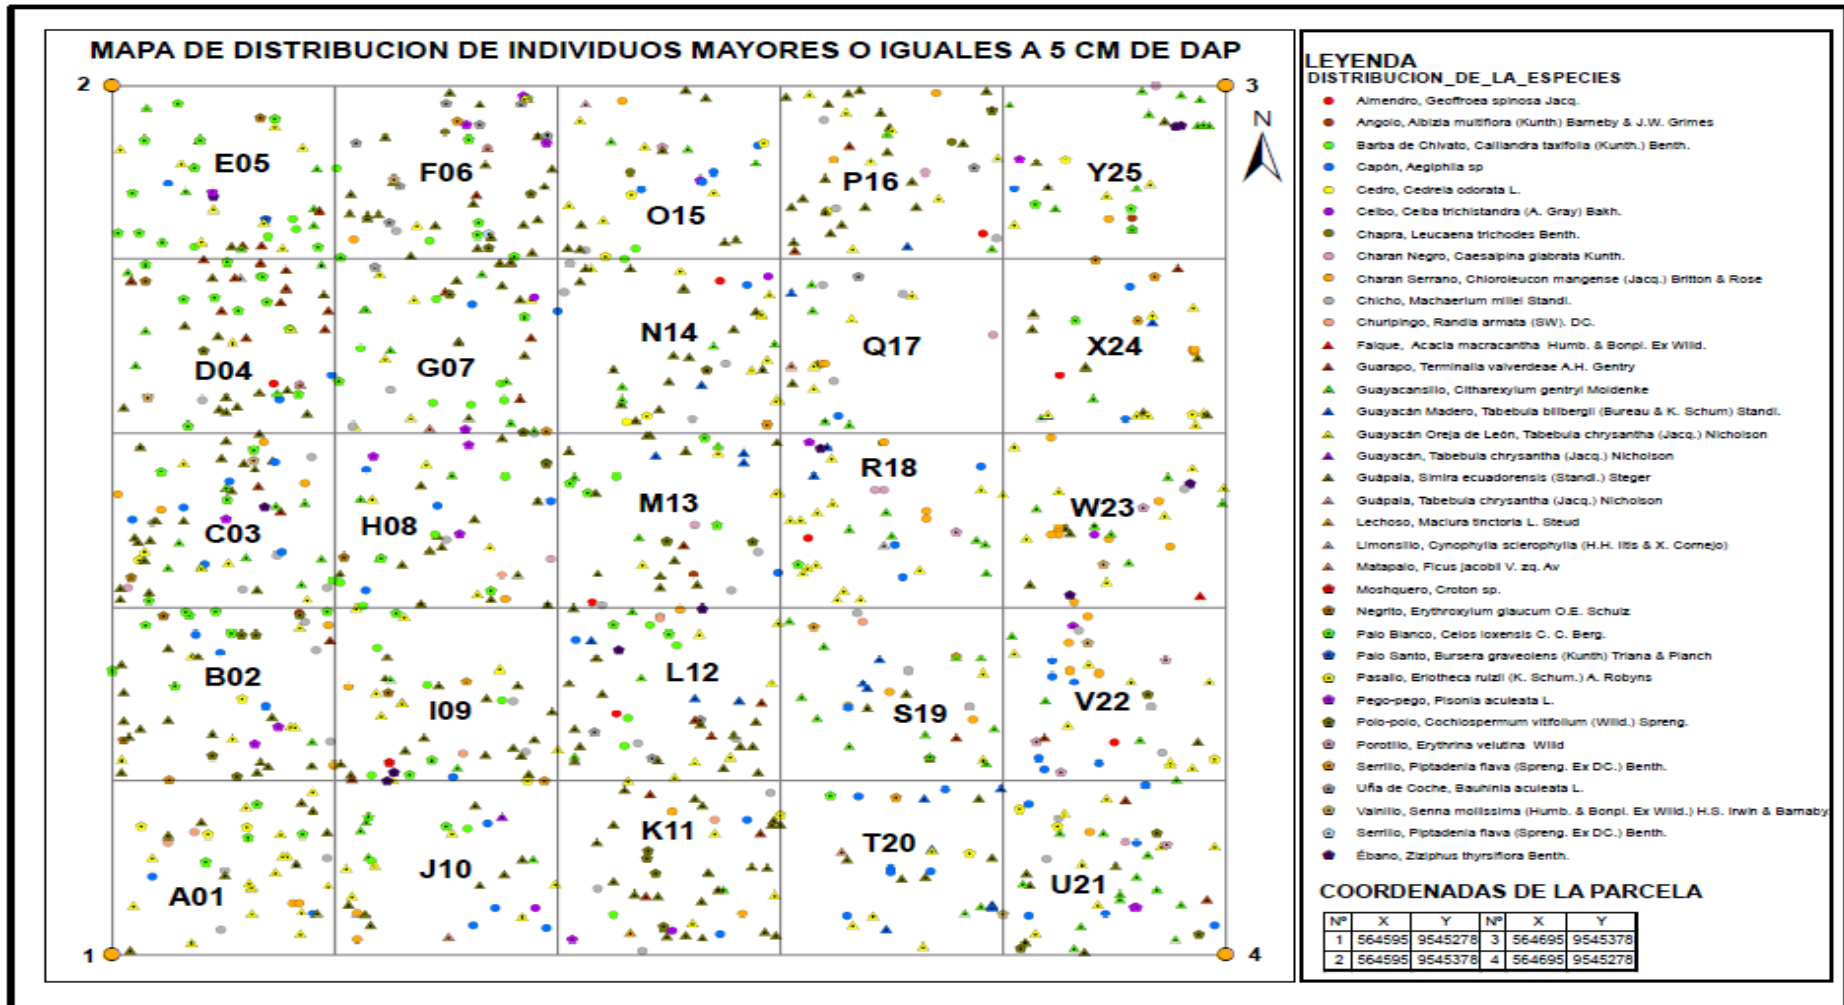 MAPA DE DISTRIBUCION DE INDIVIDUOS MAYORES O IGUALES A 5 CM DE DAP
2
3
N
E05
F06
O15
P16
Y25
D04
G07
N14
Q17
X24
C03
H08
M13
R18
W23
B02
I09
L12
S19
V22
A01
J10
K11
T20
U21
1
4
LEYENDA
DISTRIBUCION_DE_LA_ESPECIES
Almendro, Geoffroea spinosa Jacq.
Angolo, Albizia multiflora (Kunth) Barneby & J.W. Grimes
Barba de Chivato, Calliandra taxifolia (Kunth.) Benth.
Capón, Aegiphila sp
Cedro, Cedrela odorata L.
Ceibo, Ceiba trichistandra (A. Gray) Bakh.
Chapra, Leucaena trichodes Benth.
Charan Negro, Caesalpina glabrata Kunth.
Charan Serrano, Chloroleucon mangense (Jacq.) Britton & Rose
Chicho, Machaerium millei Standl.
Churipingo, Randia armata (SW). DC.
Faique, Acacia macracantha Humb. & Bonpl. Ex Willd.
Guarapo, Terminalia valverdeae A.H. Gentry
Guayacansillo, Citharexylum gentryi Moldenke
Guayacán Madero, Tabebuia billbergii (Bureau & K. Schum) Standl.
Guayacán Oreja de León, Tabebuia chrysantha (Jacq.) Nicholson
Guayacán, Tabebuia chrysantha (Jacq.) Nicholson
Guápala, Simira ecuadorensis (Standl.) Steger
Guápala, Tabebuia chrysantha (Jacq.) Nicholson
Lechoso, Maclura tinctoria L. Steud
Limonsillo, Cynophylla sclerophylla (H.H. Iltis & X. Cornejo)
Matapalo, Ficus jacobii V. zq. Av
Moshquero, Croton sp.
Negrito, Erythroxylum glaucum O.E. Schulz
Palo Blanco, Celos loxensis C. C. Berg.
Palo Santo, Bursera graveolens (Kunth) Triana & Planch
Pasallo, Eriotheca ruizii (K. Schum.) A. Robyns
Pego-pego, Pisonia aculeata L.
Polo-polo, Cochlospermum vitifolium (Willd.) Spreng.
Porotillo, Erythrina velutina Willd
Serrillo, Piptadenia flava (Spreng. Ex DC.) Benth.
Uña de Coche, Bauhinia aculeata L.
Vainillo, Senna mollissima (Humb. & Bonpl. Ex Willd.) H.S. Irwin & Barnaby
Serrillo, Piptadenia flava (Spreng. Ex DC.) Benth.
Ébano, Ziziphus thyrsiflora Benth.
COORDENADAS DE LA PARCELA
Nº X Y Nº X Y
1 564595 9545278 3 564695 9545378
2 564595 9545378 4 564695 9545278